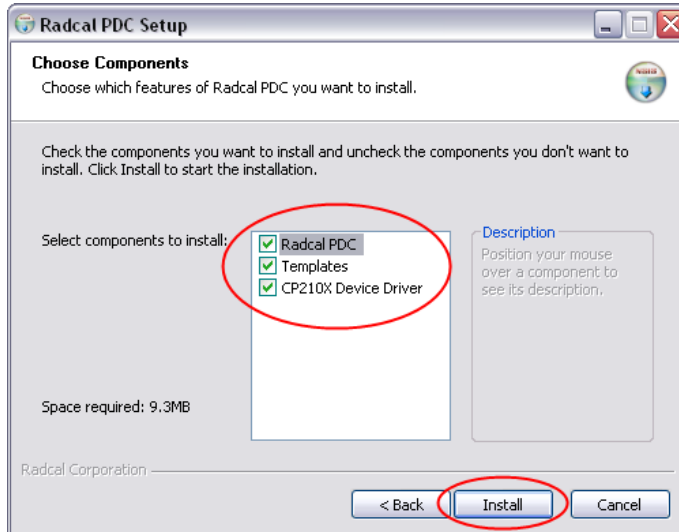 Radcal PDC Setup
Choose Components
Choose which features of Radcal PDC you want to install.
Check the components you want to install and uncheck the components you don't want to
install. Click Install to start the installation.
Select components to install:
Radcal PDC
Templates
CP210X Device Driver
Description
Position your mouse
over a component to
see its description.
Space required: 9.3MB
Radcal Corporation
< Back
Install
Cancel